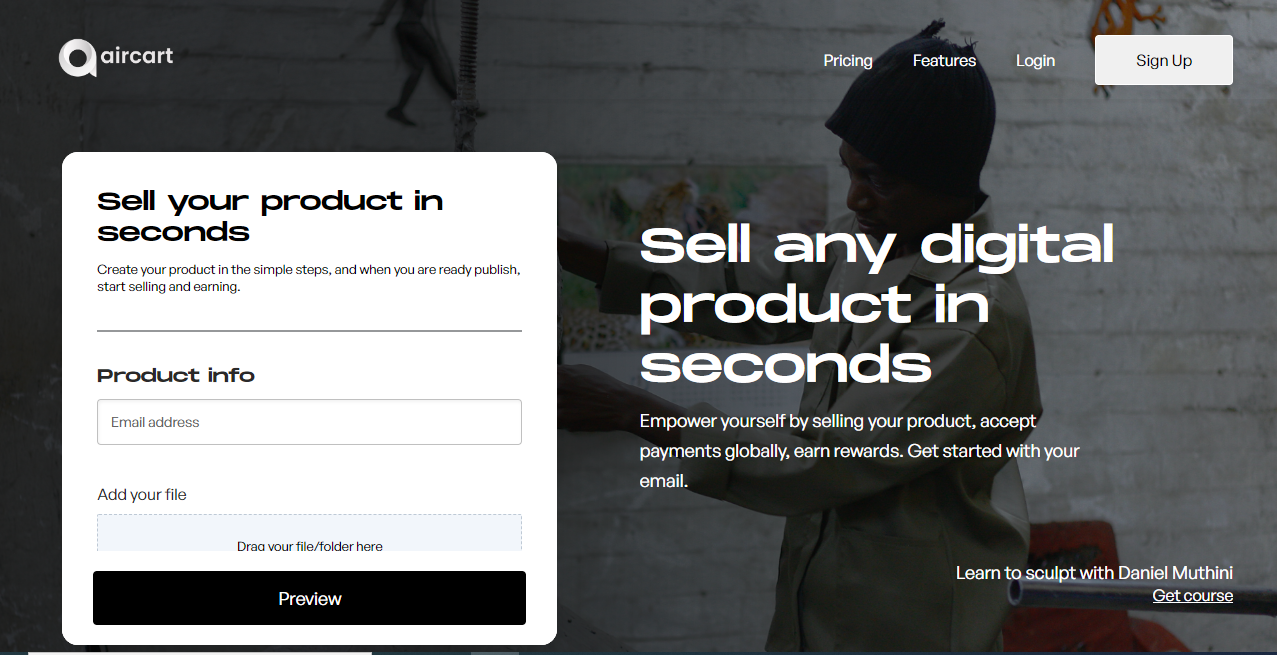 aircart
Pricing
Features
Login
Sign Up
Sell your product in
seconds
Create your product in the simple steps, and when you are ready publish,
start selling and earning.
Product info
Email address
Add your file
Drag your file/folder here
Preview
Sell any digital
product in
seconds
Empower yourself by selling your product, accept
payments globally, earn rewards. Get started with your
email.
Learn to sculpt with Daniel Muthini
Get course